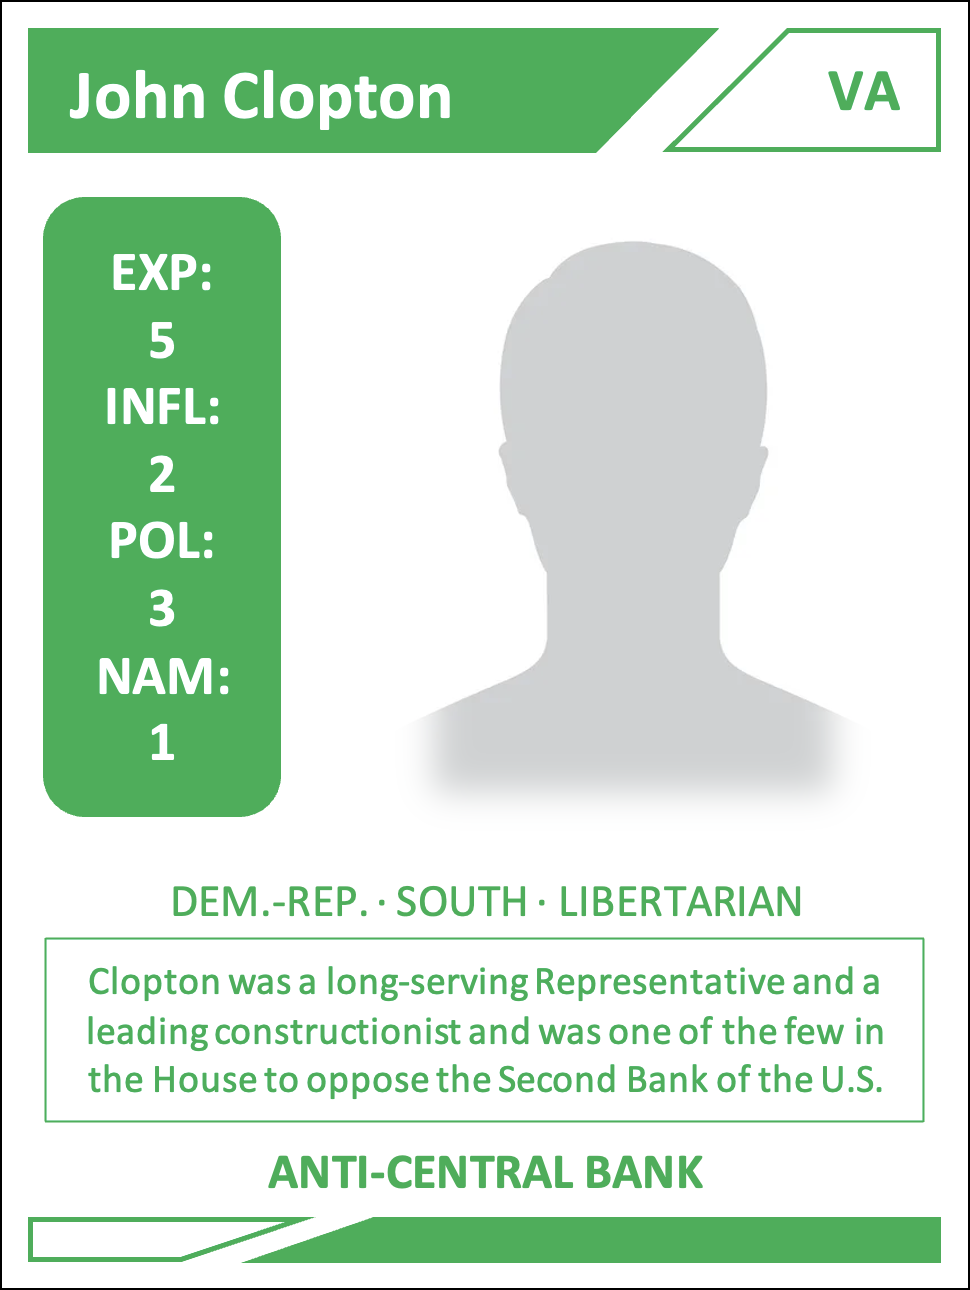 John Clopton
VA
EXP:
5
INFL:
2
POL:
3
NAM:
1
DEM.-REP. · SOUTH · LIBERTARIAN
Clopton was a long-serving Representative and a
leading constructionist and was one of the few in
the House to oppose the Second Bank of the U.S.
ANTI-CENTRAL BANK